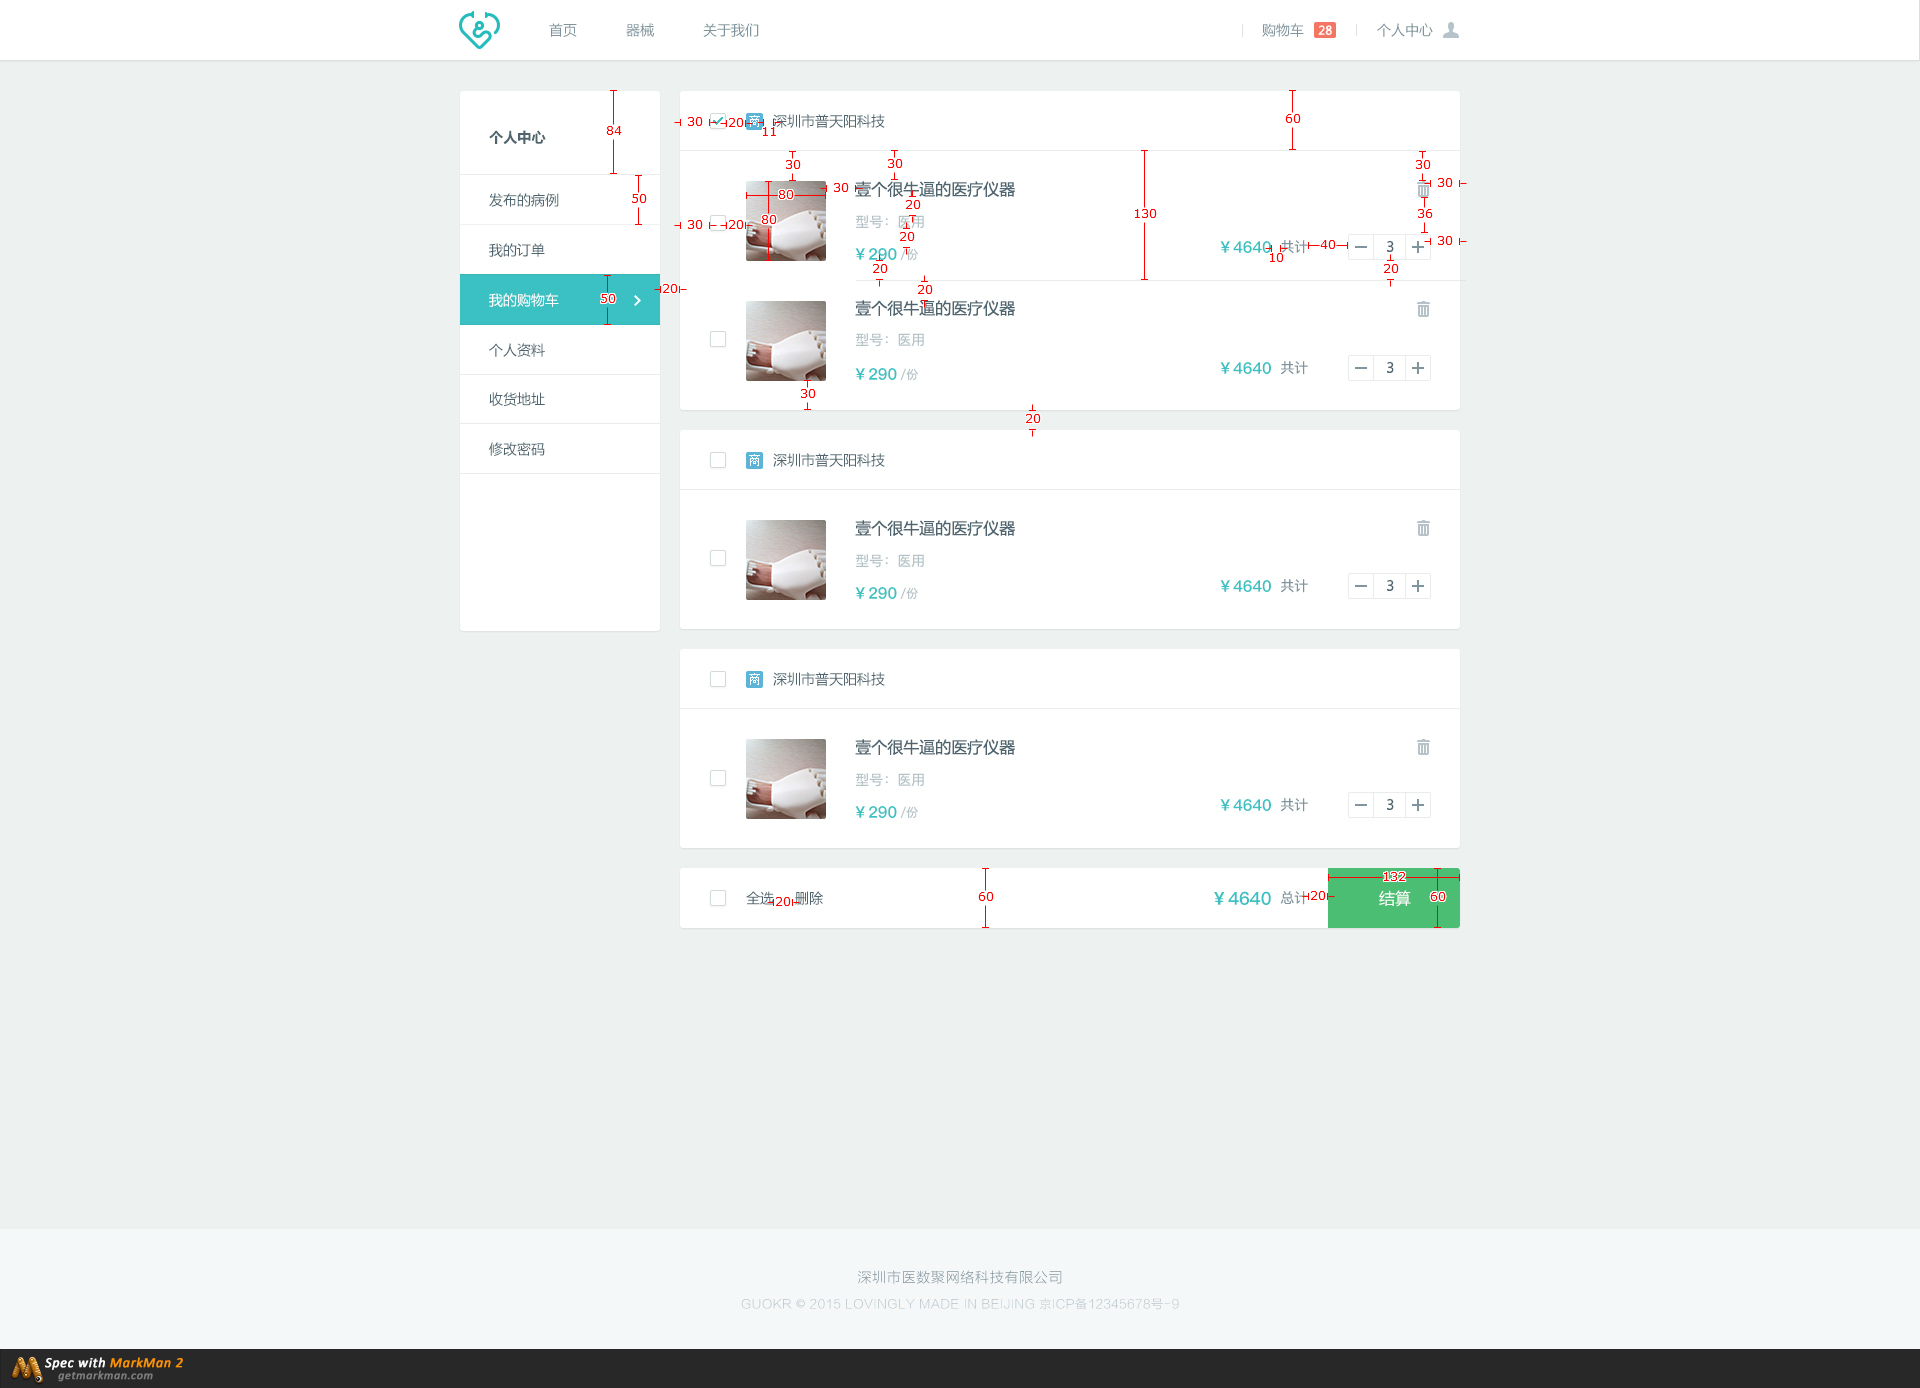 首页 器械 关于我们 购物车 28 个人中心
个人中心
84
发布的病例
50
我的订单
我的购物车
50
20
个人资料
收货地址
修改密码
30 20 商 11 深圳市普天阳科技 60
30 30 130 30
80 80 30 壹个很牛逼的医疗仪器 30
20
30 20 型号：医用 36
20
¥ 290 /份 ¥ 4640 共计 40 3 30
20 10 20
20
壹个很牛逼的医疗仪器
型号：医用
¥ 290 /份 ¥ 4640 共计 3
30
20
商 深圳市普天阳科技
壹个很牛逼的医疗仪器
型号：医用
¥ 290 /份 ¥ 4640 共计 3
商 深圳市普天阳科技
壹个很牛逼的医疗仪器
型号：医用
¥ 290 /份 ¥ 4640 共计 3
全选 20 删除 60 ¥ 4640 总计 20 132 结算 60
深圳市医数聚网络科技有限公司
GUOKR © 2015 LOVINGLY MADE IN BEIJING 京ICP备12345678号-9
Spec with MarkMan 2
getmarkman.com